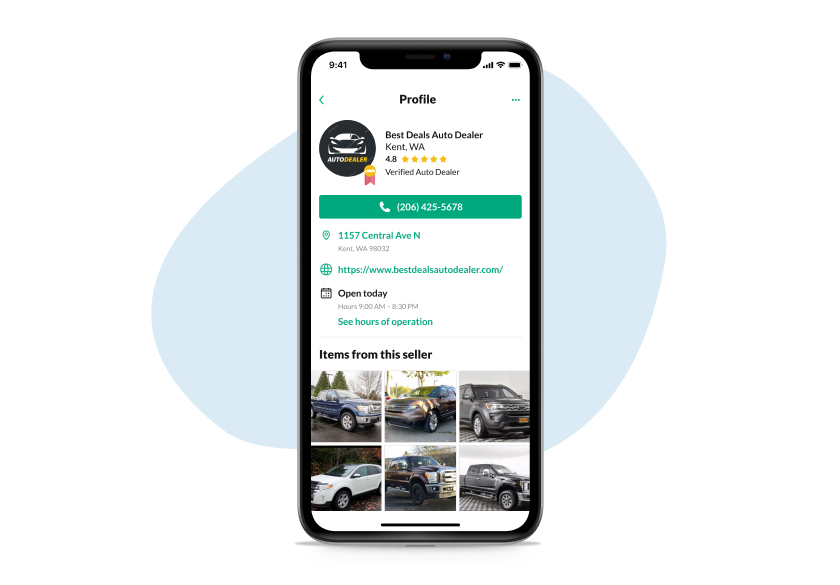 9:41
Profile
AUTODEALER
Best Deals Auto Dealer
Kent, WA
4.8
Verified Auto Dealer
(206) 425-5678
1157 Central Ave N
Kent, WA 98032
https://www.bestdealsautodealer.com/
Open today
Hours 9:00 AM – 8:30 PM
See hours of operation
Items from this seller